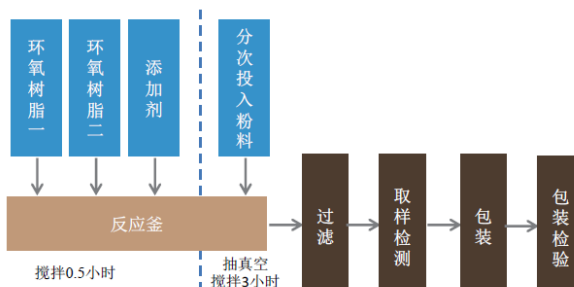 环氧树脂一
环氧树脂二
添加剂
分次投入粉料
反应釜
过滤
取样检测
包装
包装检验
搅拌0.5小时
抽真空
搅拌3小时